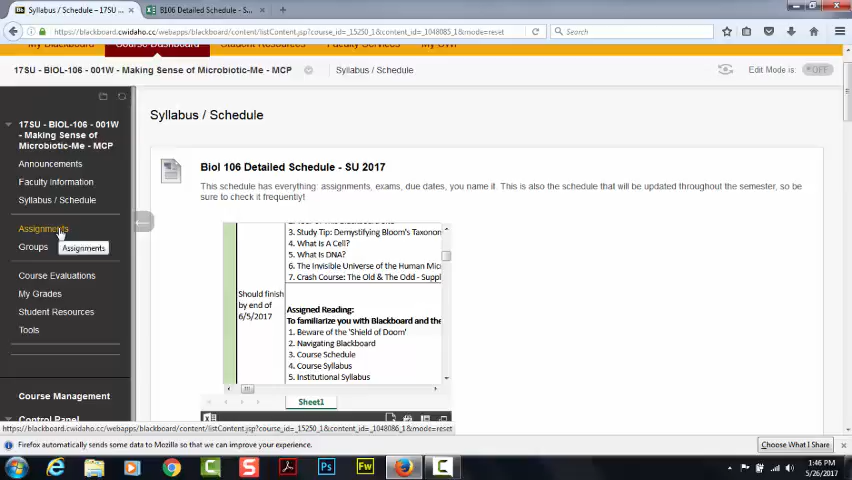 Syllabus / Schedule – 17SU ...
B106 Detailed Schedule - S...
https://blackboard.cwidaho.cc/webapps/blackboard/content/listContent.jsp?course_id=_15250_1&content_id=_1048085_1&mode=reset
Search
My Blackboard
Course Dashboard
Student Resources
Faculty Services
My CWI
17SU - BIOL-106 - 001W - Making Sense of Microbiotic-Me - MCP
Syllabus / Schedule
Edit Mode is:
OFF
17SU - BIOL-106 - 001W
- Making Sense of
Microbiotic-Me - MCP
Announcements
Faculty Information
Syllabus / Schedule
Assignments
Groups
Assignments
Course Evaluations
My Grades
Student Resources
Tools
Course Management
Control Panel
Syllabus / Schedule
Biol 106 Detailed Schedule - SU 2017
This schedule has everything: assignments, exams, due dates, you name it. This is also the schedule that will be updated throughout the semester, so be
sure to check it frequently!
3. Study Tip: Demystifying Bloom's Taxonon
4. What Is A Cell?
5. What is DNA?
6. The Invisible Universe of the Human Micr
7. Crash Course: The Old & The Odd - Suppl
Should finish
by end of
6/5/2017
Assigned Reading:
To familiarize you with Blackboard and the
1. Beware of the 'Shield of Doom'
2. Navigating Blackboard
3. Course Schedule
4. Course Syllabus
5. Institutional Syllabus
Sheet1
https://blackboard.cwidaho.cc/webapps/blackboard/content/listContent.jsp?course_id=_15250_1&content_id=_1048086_1&mode=reset
Firefox automatically sends some data to Mozilla so that we can improve your experience.
Choose What I Share
1:46 PM
5/26/2017